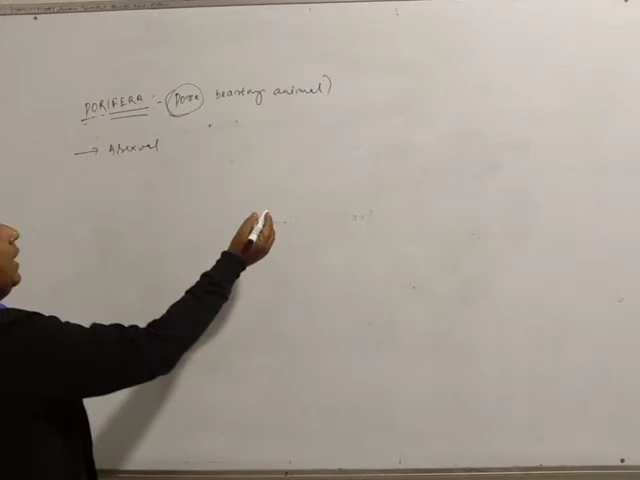 PORIFERA :- (Pore bearing animal)
→ Asexual